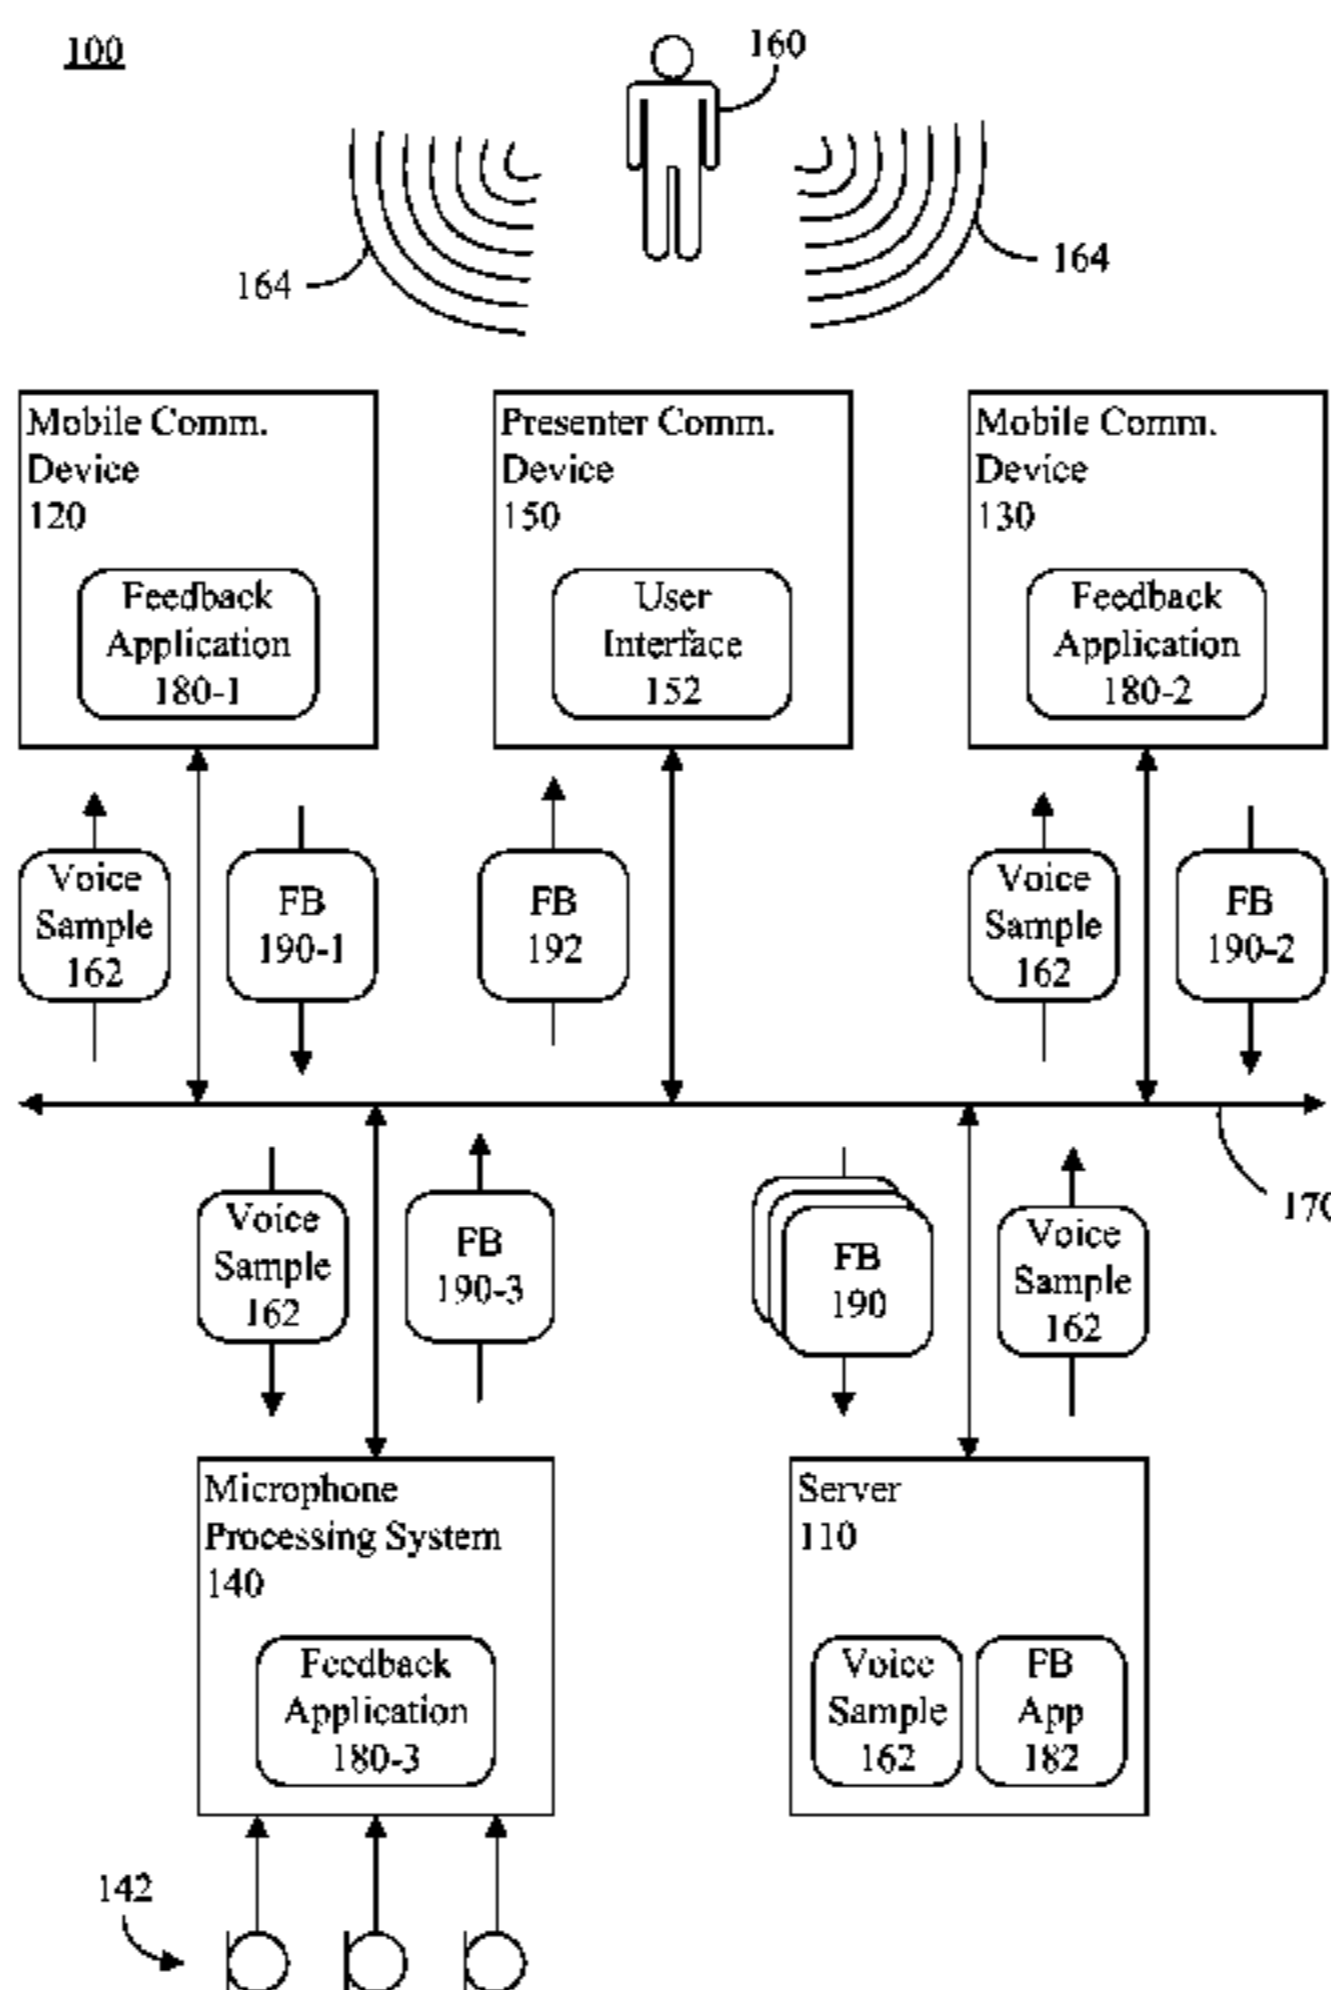 100
160
164
164
Mobile Comm.
Device
120
Feedback
Application
180-1
Presenter Comm.
Device
150
User
Interface
152
Mobile Comm.
Device
130
Feedback
Application
180-2
Voice
Sample
162
FB
190-1
FB
192
Voice
Sample
162
FB
190-2
170
Voice
Sample
162
FB
190-3
FB
190
Voice
Sample
162
Microphone
Processing System
140
Feedback
Application
180-3
Server
110
Voice
Sample
162
FB
App
182
142